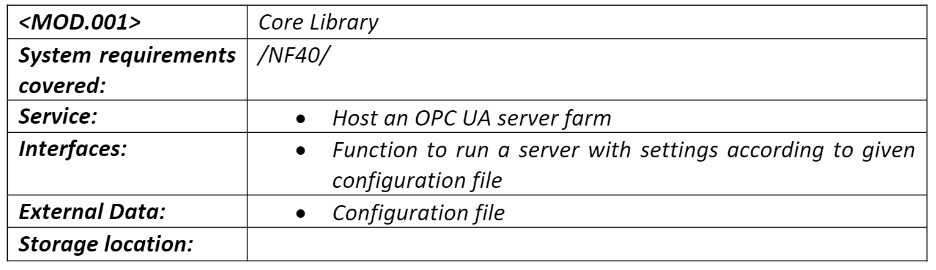 <MOD.001> Core Library
System requirements /NF40/
covered:
Service: • Host an OPC UA server farm
Interfaces: • Function to run a server with settings according to given
configuration file
External Data: • Configuration file
Storage location: